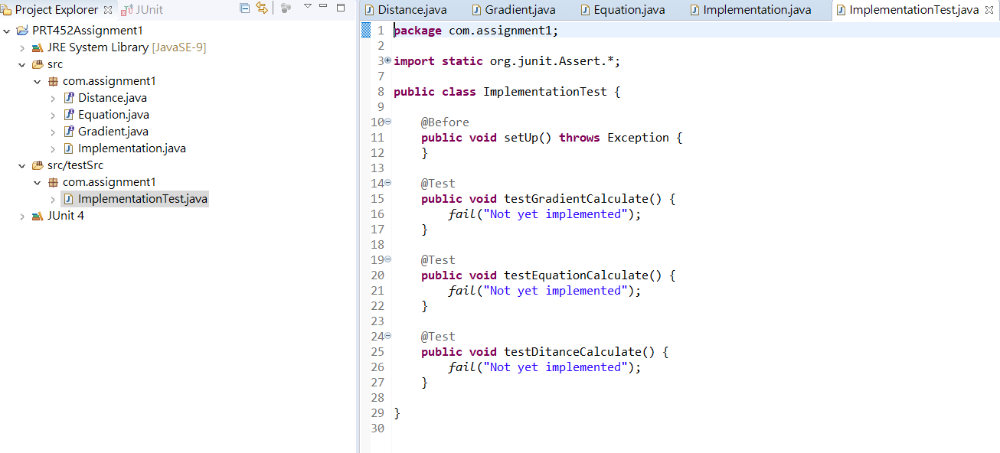 Project Explorer JUnit
PRT452Assignment1
JRE System Library [JavaSE-9]
src
com.assignment1
Distance.java
Equation.java
Gradient.java
Implementation.java
src/testSrc
com.assignment1
ImplementationTest.java
JUnit 4
Distance.java Gradient.java Equation.java Implementation.java ImplementationTest.java
1 package com.assignment1;
2
3 import static org.junit.Assert.*;
7
8 public class ImplementationTest {
9
10 @Before
11 public void setUp() throws Exception {
12 }
13
14 @Test
15 public void testGradientCalculate() {
16 fail("Not yet implemented");
17 }
18
19 @Test
20 public void testEquationCalculate() {
21 fail("Not yet implemented");
22 }
23
24 @Test
25 public void testDitanceCalculate() {
26 fail("Not yet implemented");
27 }
28
29 }
30